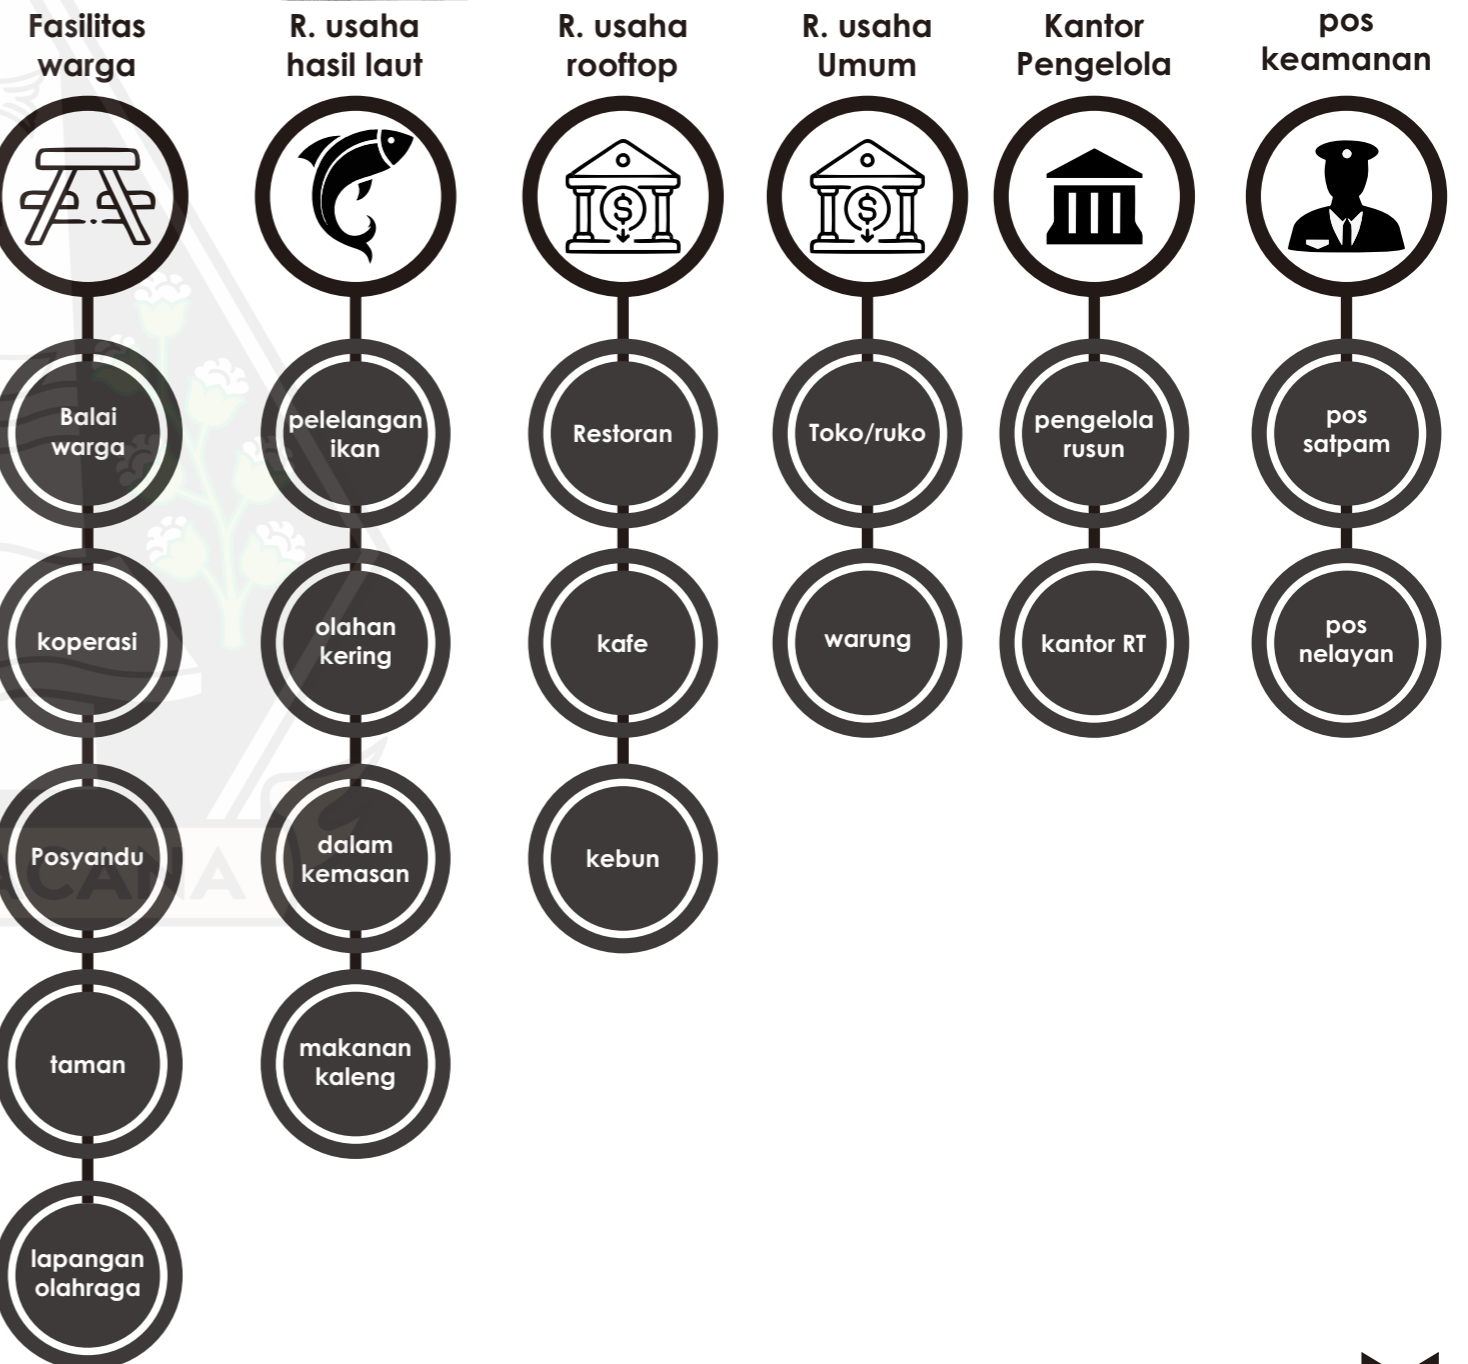 Fasilitas
warga
R. usaha
hasil laut
R. usaha
rooftop
R. usaha
Umum
Kantor
Pengelola
pos
keamanan
$
$
Balai
warga
koperasi
Posyandu
taman
lapangan
olahraga
pelelangan
ikan
olahan
kering
dalam
kemasan
makanan
kaleng
Restoran
kafe
kebun
Toko/ruko
warung
pengelola
rusun
kantor RT
pos
satpam
pos
nelayan
ACANA